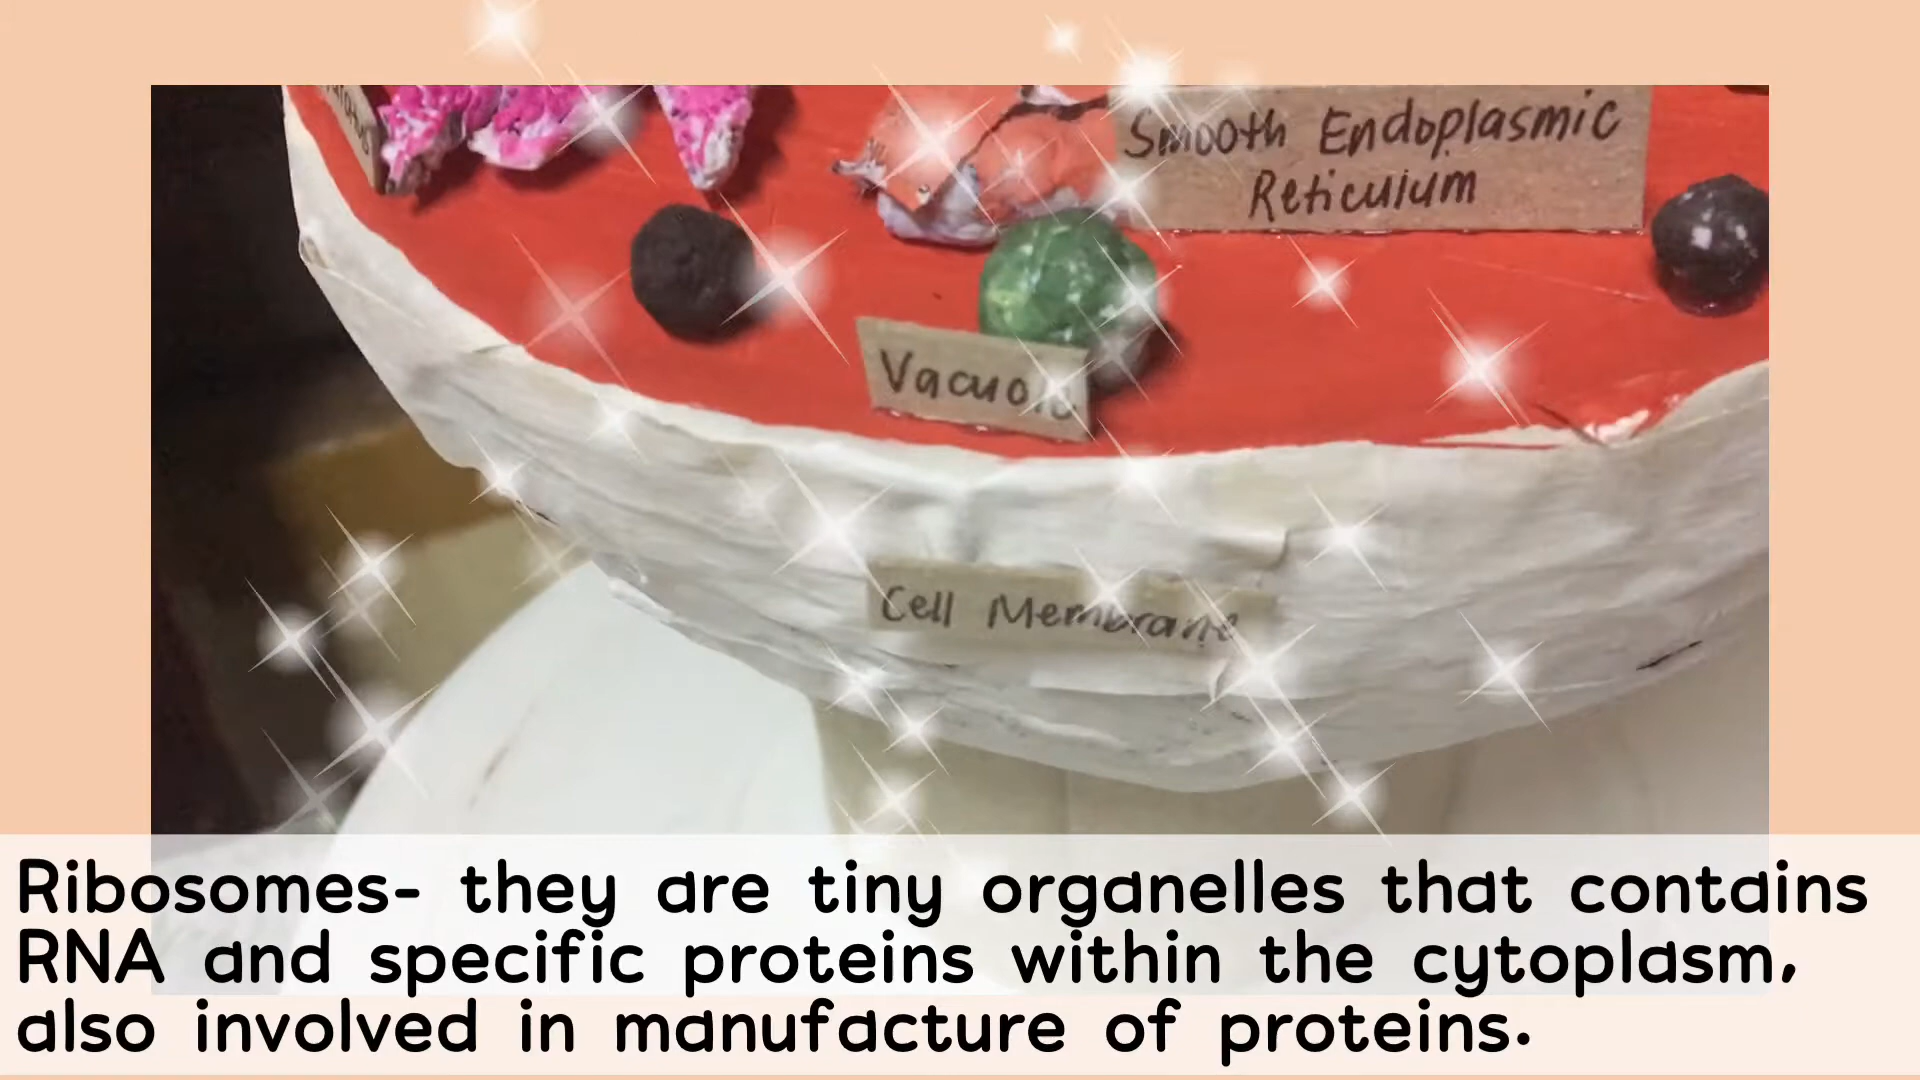 Smooth Endoplasmic
Reticulum
Vacuole
Cell Membrane
Ribosomes- they are tiny organelles that contains
RNA and specific proteins within the cytoplasm,
also involved in manufacture of proteins.